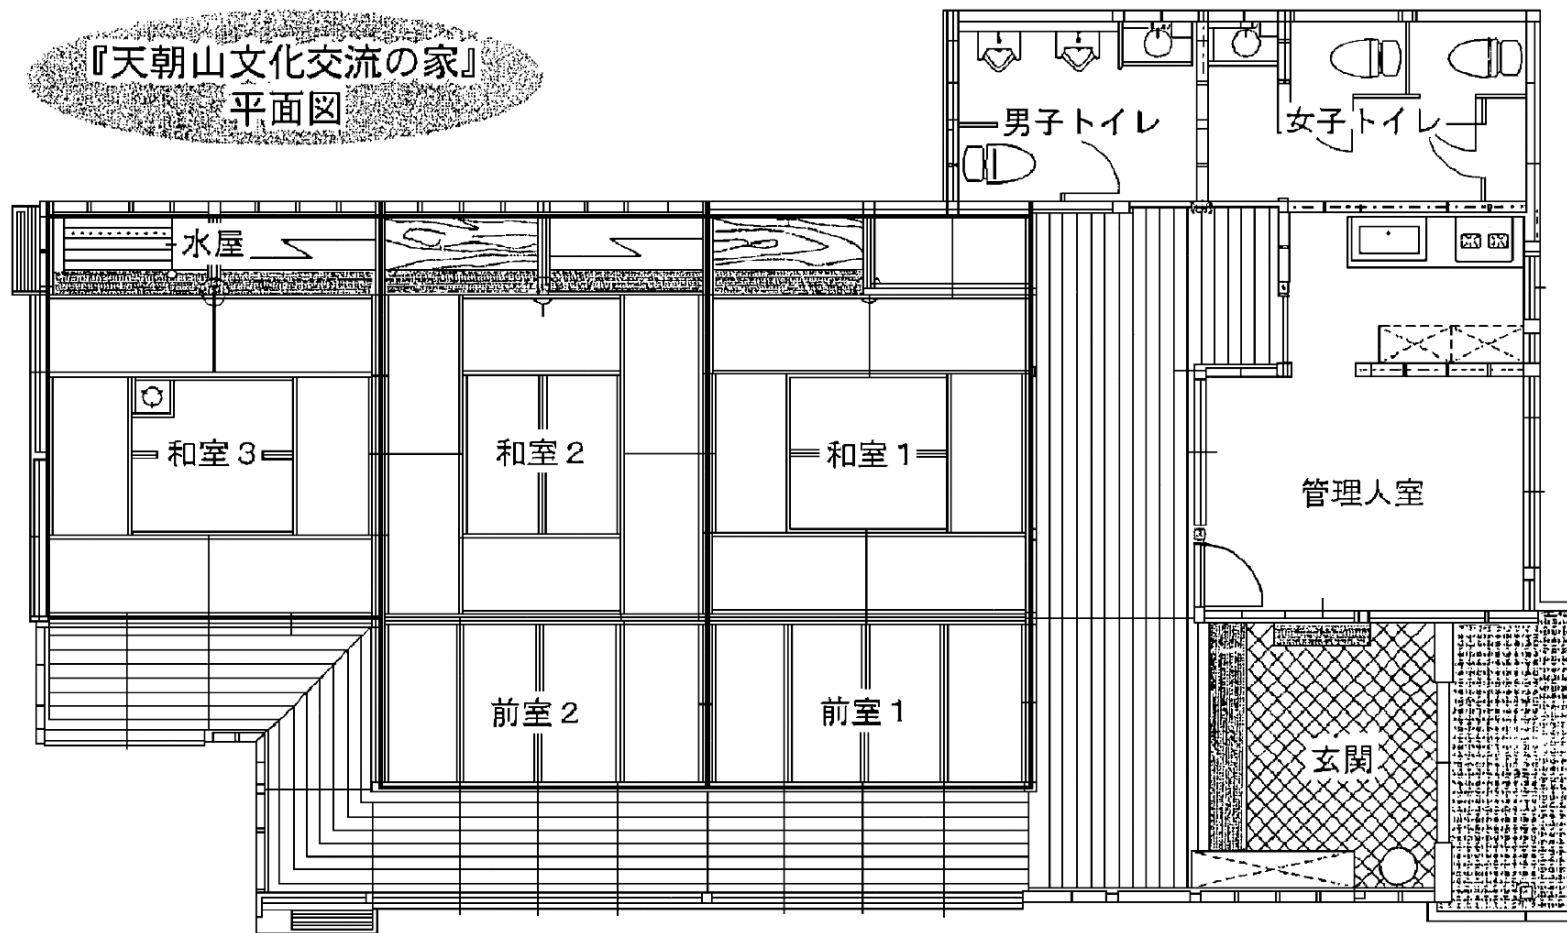 『天朝山文化交流の家』
平面図
男子トイレ
女子トイレ
水屋
和室3
和室2
和室1
管理人室
前室2
前室1
玄関